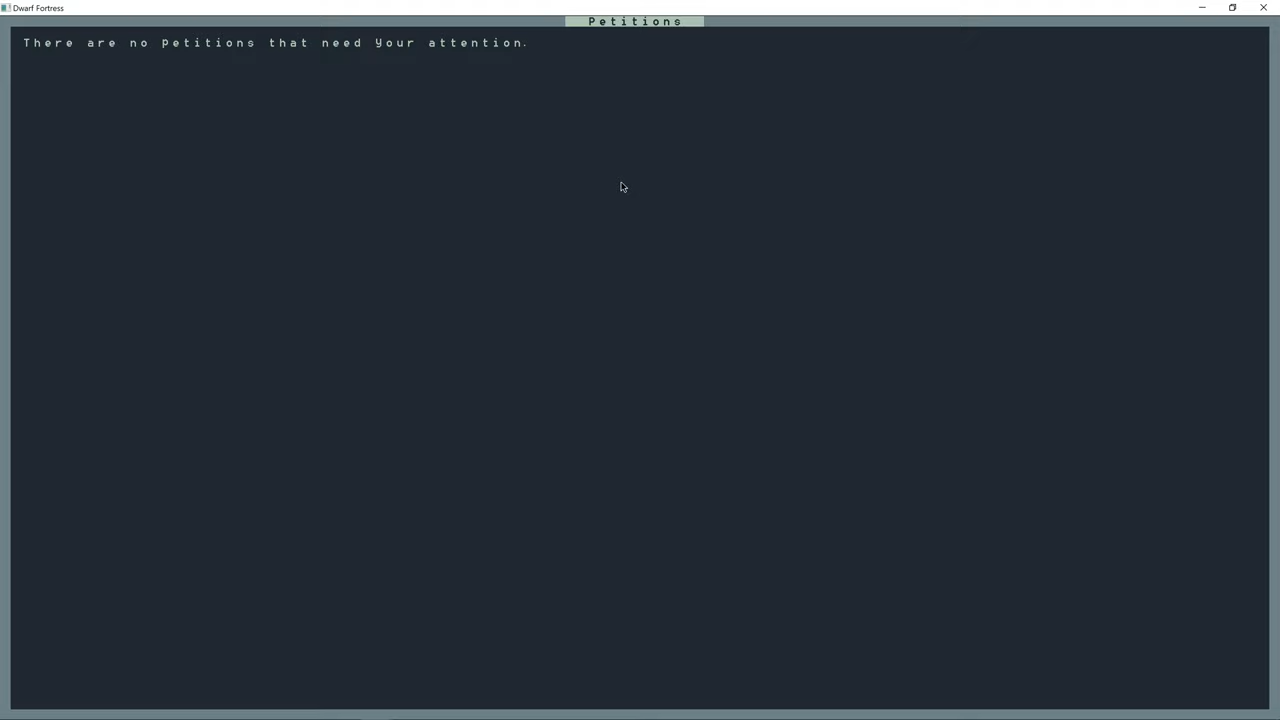 Dwarf Fortress
Petitions
There are no petitions that need your attention.